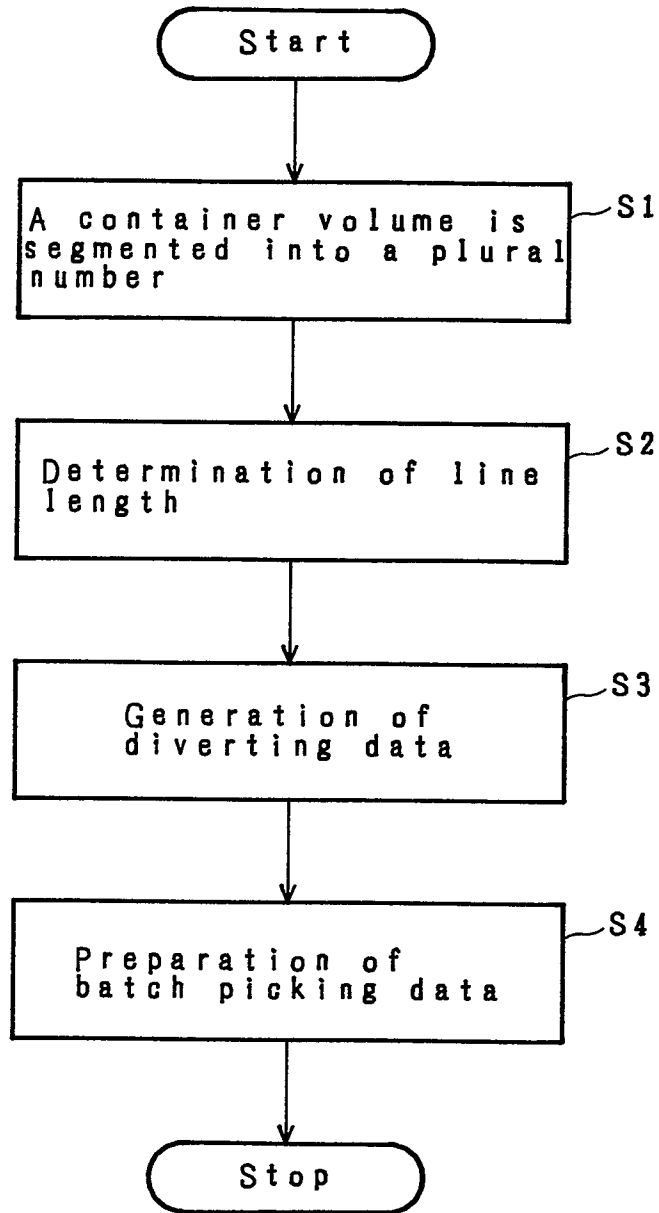 Start
A container volume is
segmented into a plural
number
S1
Determination of line
length
S2
Generation of
diverting data
S3
Preparation of
batch picking data
S4
Stop